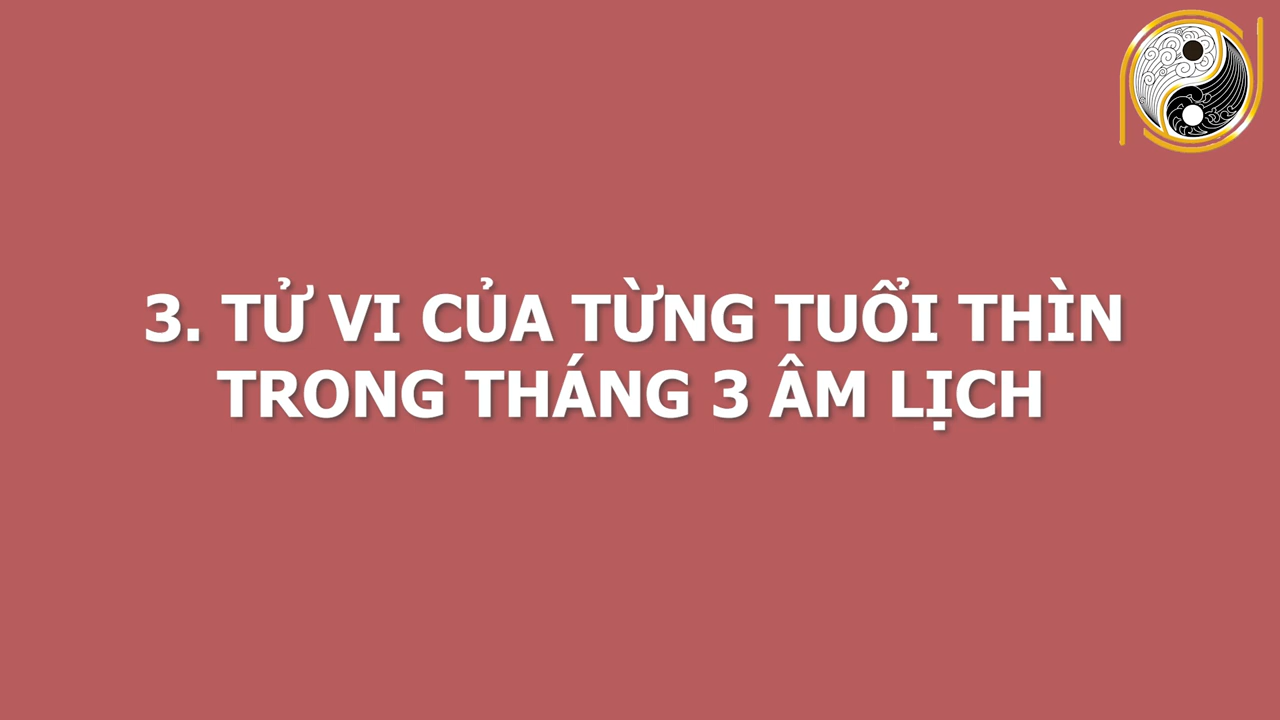 3. TỬ VI CỦA TỪNG TUỔI THÌN
TRONG THÁNG 3 ÂM LỊCH